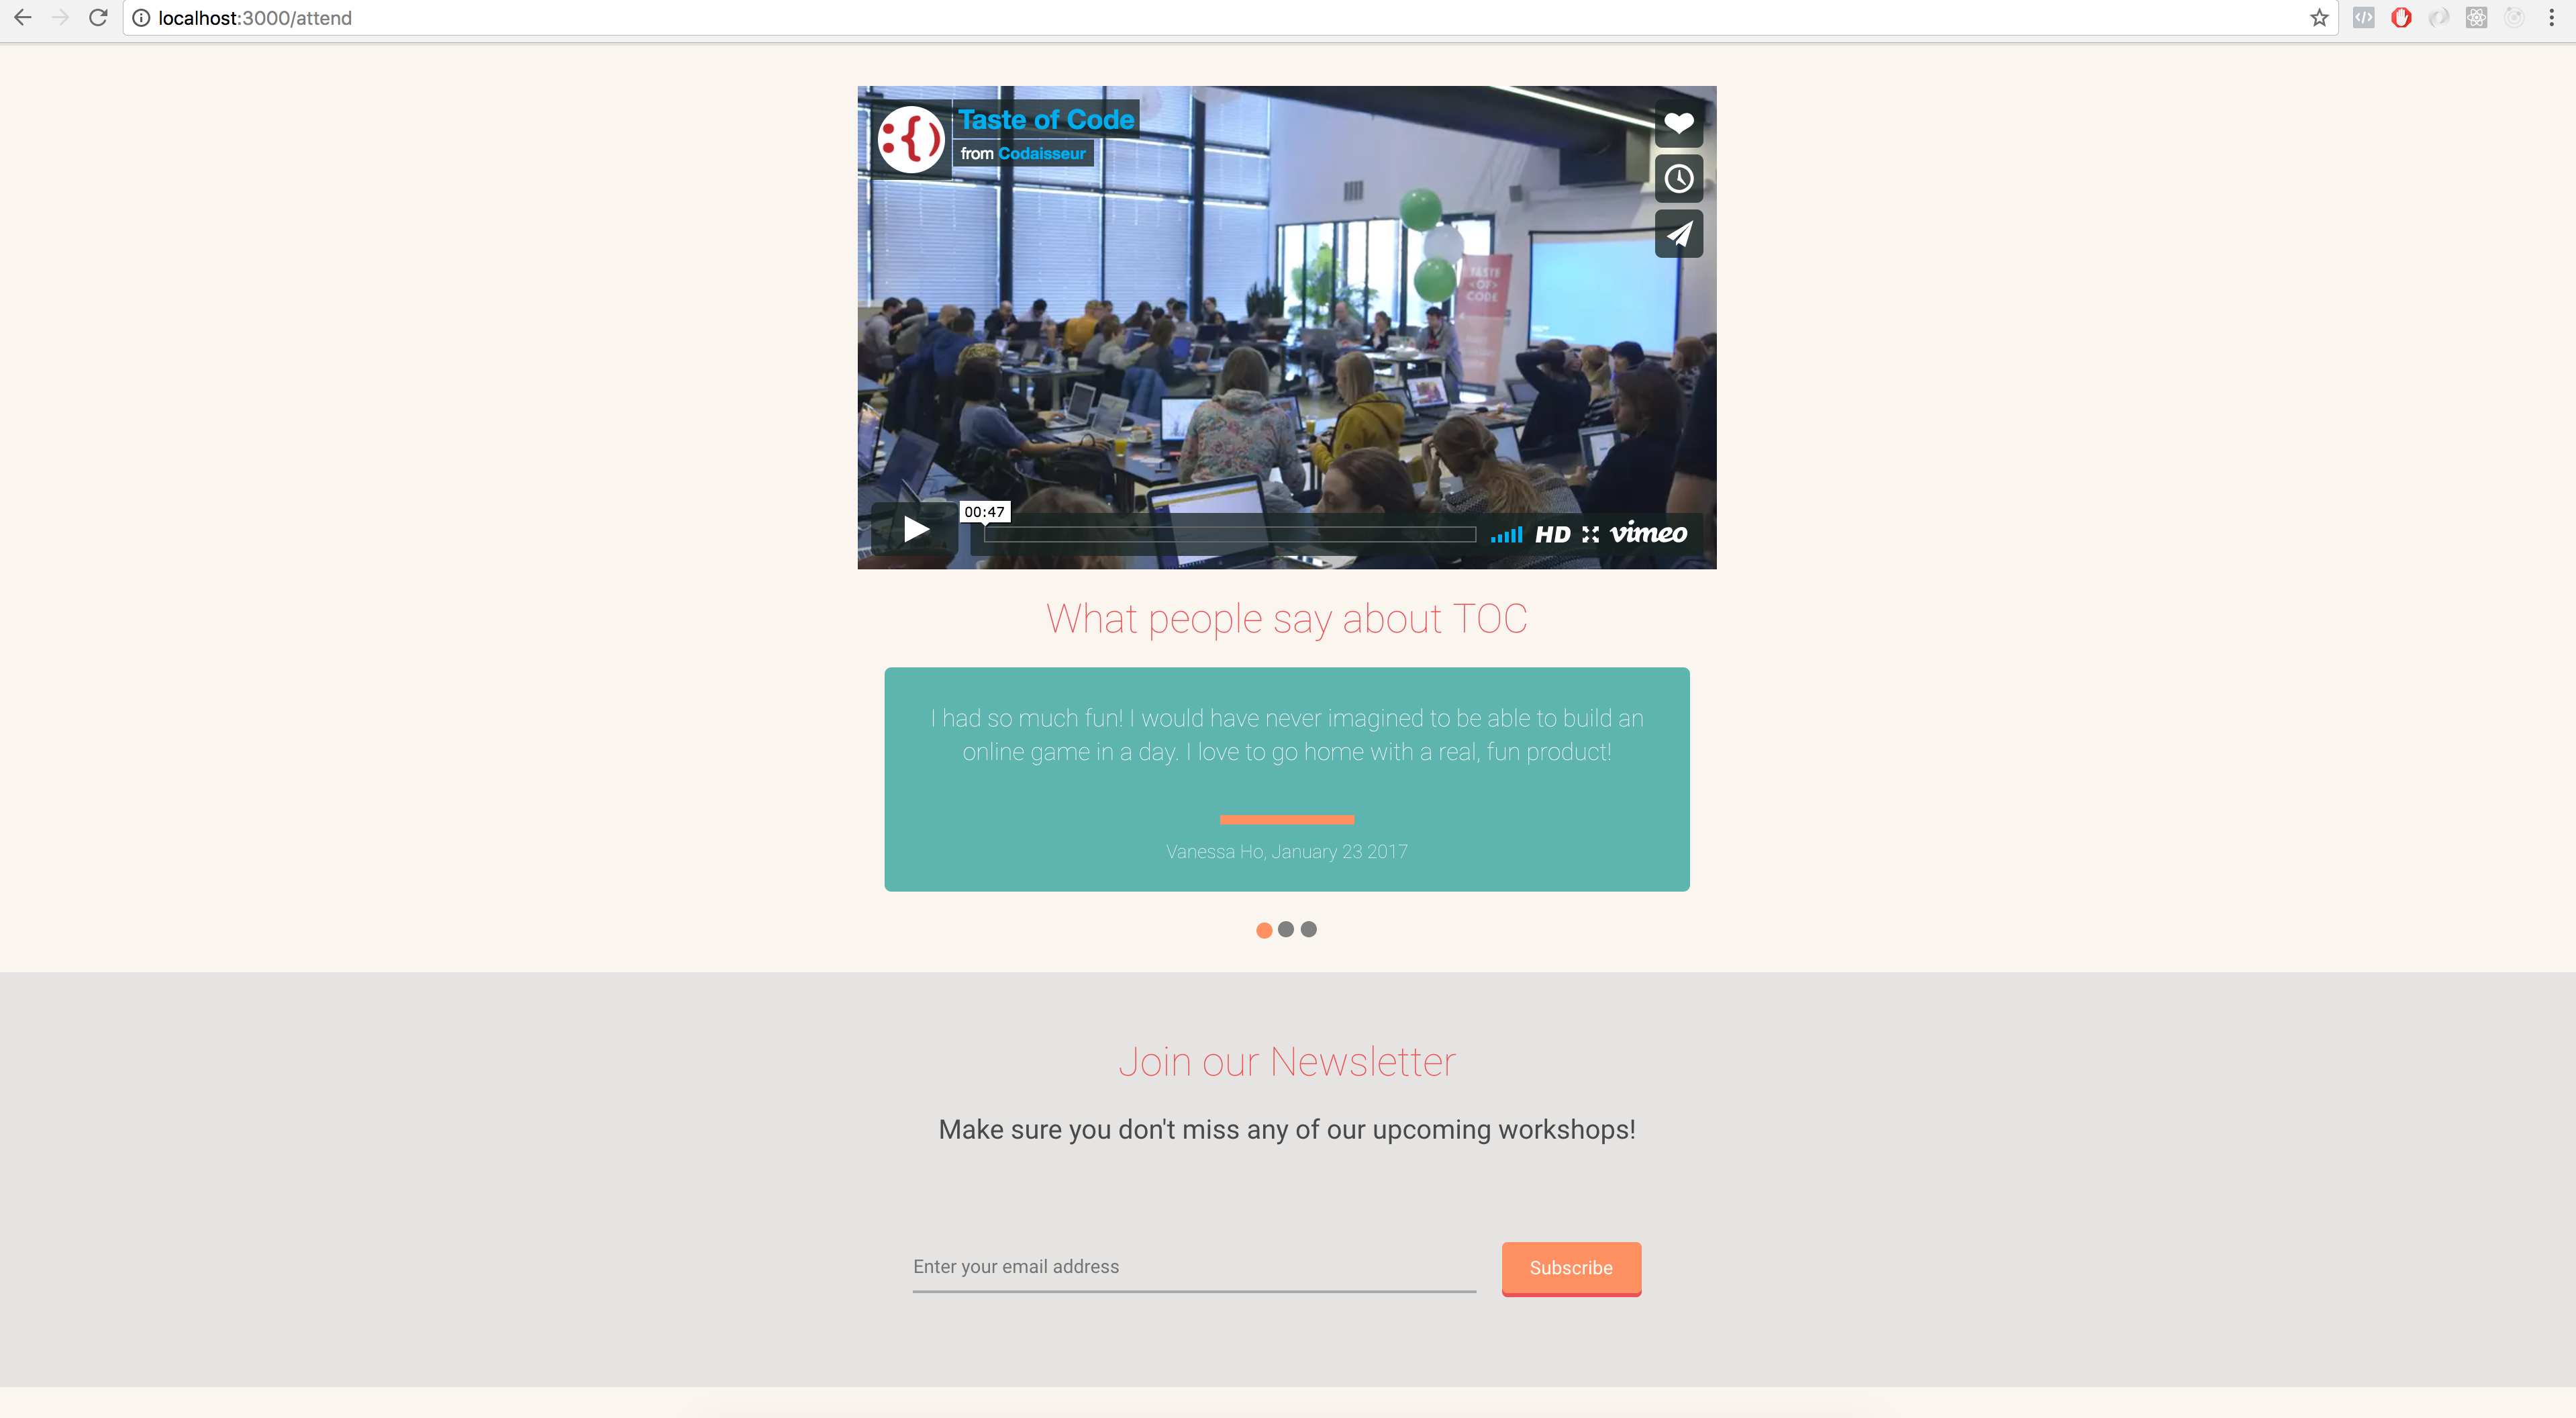 localhost:3000/attend
Taste of Code
from Codaisseur
TASTE
<OF>
CODE
00:47
HD vimeo
What people say about TOC
I had so much fun! I would have never imagined to be able to build an
online game in a day. I love to go home with a real, fun product!
Vanessa Ho, January 23 2017
Join our Newsletter
Make sure you don't miss any of our upcoming workshops!
Enter your email address
Subscribe